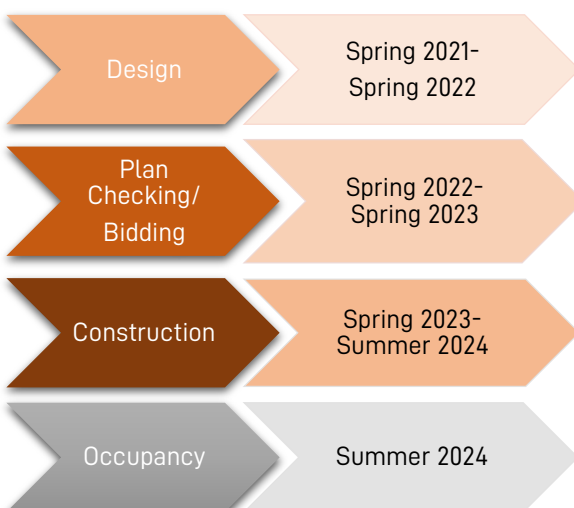 Design
Spring 2021-
Spring 2022
Plan
Checking/
Bidding
Spring 2022-
Spring 2023
Construction
Spring 2023-
Summer 2024
Occupancy
Summer 2024